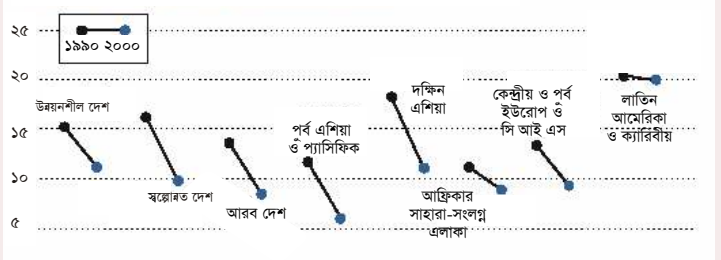 ২৫
১৯৯০ ২০০০
২০
উন্নয়নশীল দেশ
১৫
১০
৫
স্বল্পোন্নত দেশ
আরব দেশ
পূর্ব এশিয়া
ও প্যাসিফিক
দক্ষিন
এশিয়া
আফ্রিকার
সাহারা-সংলগ্ন
এলাকা
কেন্দ্রীয় ও পূর্ব
ইউরোপ ও
সি আই এস
লাতিন
আমেরিকা
ও ক্যারিবীয়